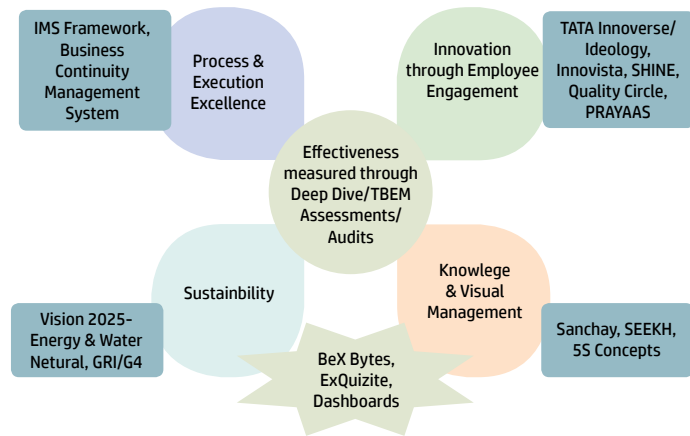 IMS Framework,
Business
Continuity
Management
System
Process &
Execution
Excellence
Innovation
through Employee
Engagement
TATA Innoverse/
Ideology,
Innovista, SHINE,
Quality Circle,
PRAYAAS
Effectiveness
measured through
Deep Dive/TBEM
Assessments/
Audits
Sustainbility
Knowlege
& Visual
Management
Vision 2025-
Energy & Water
Netural, GRI/G4
BeX Bytes,
ExQuizite,
Dashboards
Sanchay, SEEKH,
5S Concepts